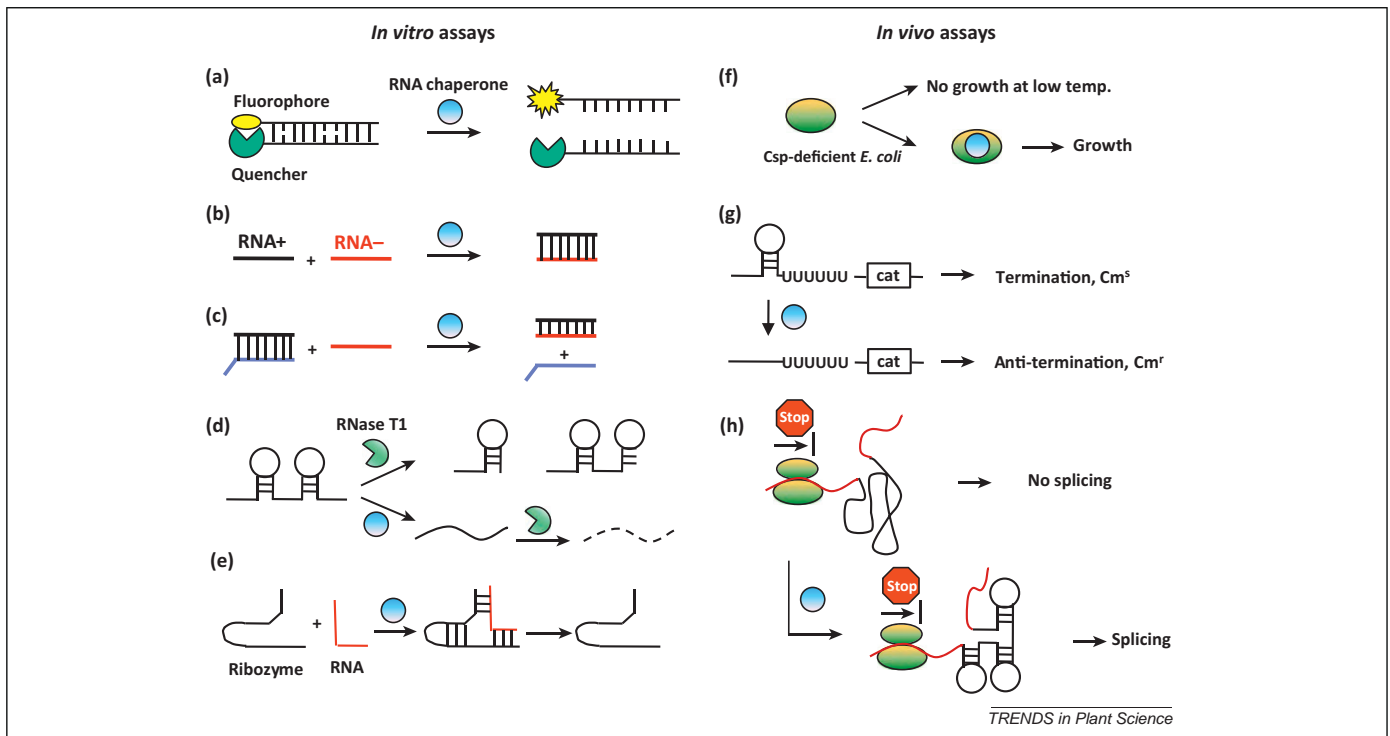 In vitro assays
(a)
RNA chaperone
Fluorophore
Quencher
(b)
RNA+ + RNA–
(c)
+
+
(d)
RNase T1
(e)
+
Ribozyme
RNA
In vivo assays
(f)
No growth at low temp.
Csp-deficient E. coli
Growth
(g)
UUUUUU cat Termination, Cmˢ
UUUUUU cat Anti-termination, Cmʳ
(h)
Stop
No splicing
Stop
Splicing
TRENDS in Plant Science